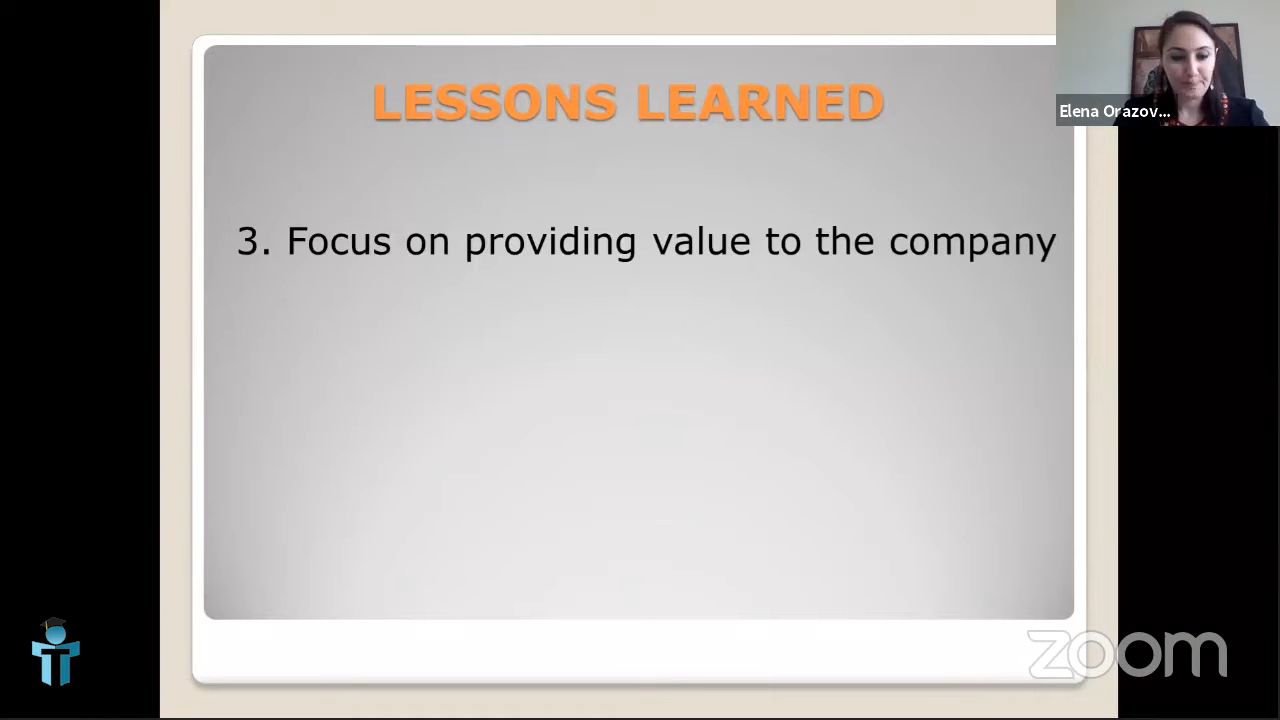 LESSONS LEARNED
Elena Orazov...
3. Focus on providing value to the company
zoom